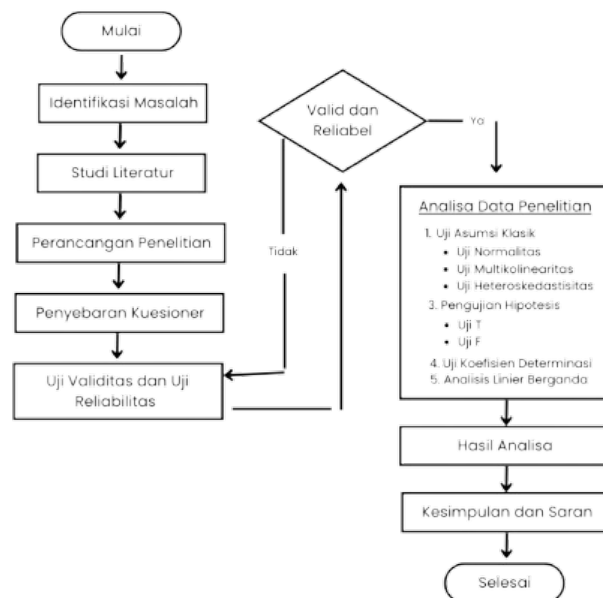 Mulai
Identifikasi Masalah
Studi Literatur
Perancangan Penelitian
Penyebaran Kuesioner
Uji Validitas dan Uji
Reliabilitas
Valid dan
Reliabel
Tidak
Ya
Analisa Data Penelitian
1. Uji Asumsi Klasik
• Uji Normalitas
• Uji Multikolinearitas
• Uji Heteroskedastisitas
3. Pengujian Hipotesis
• Uji T
• Uji F
4. Uji Koefisien Determinasi
5. Analisis Linier Berganda
Hasil Analisa
Kesimpulan dan Saran
Selesai